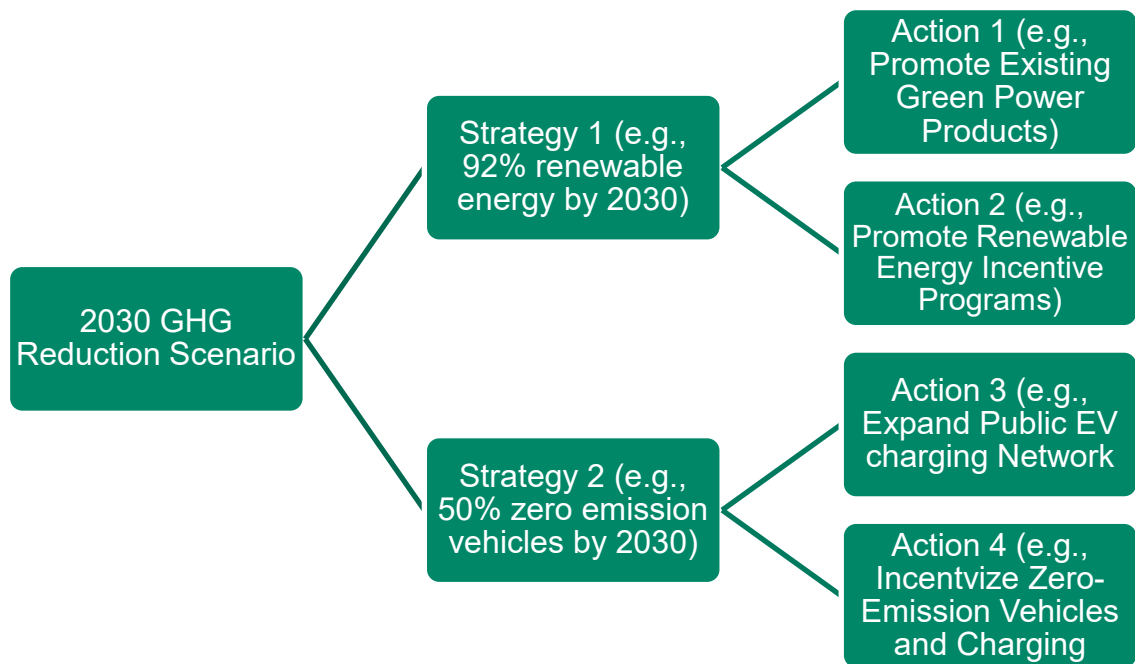 2030 GHG
Reduction Scenario
Strategy 1 (e.g.,
92% renewable
energy by 2030)
Action 1 (e.g.,
Promote Existing
Green Power
Products)
Action 2 (e.g.,
Promote Renewable
Energy Incentive
Programs)
Strategy 2 (e.g.,
50% zero emission
vehicles by 2030)
Action 3 (e.g.,
Expand Public EV
charging Network
Action 4 (e.g.,
Incentvize Zero-
Emission Vehicles
and Charging